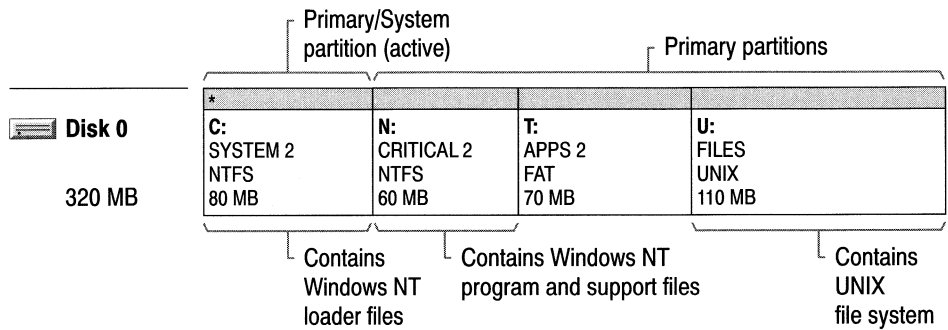 Primary/System
partition (active)
Primary partitions
*
Disk 0
320 MB
C:
SYSTEM 2
NTFS
80 MB
N:
CRITICAL 2
NTFS
60 MB
T:
APPS 2
FAT
70 MB
U:
FILES
UNIX
110 MB
Contains
Windows NT
loader files
Contains Windows NT
program and support files
Contains
UNIX
file system